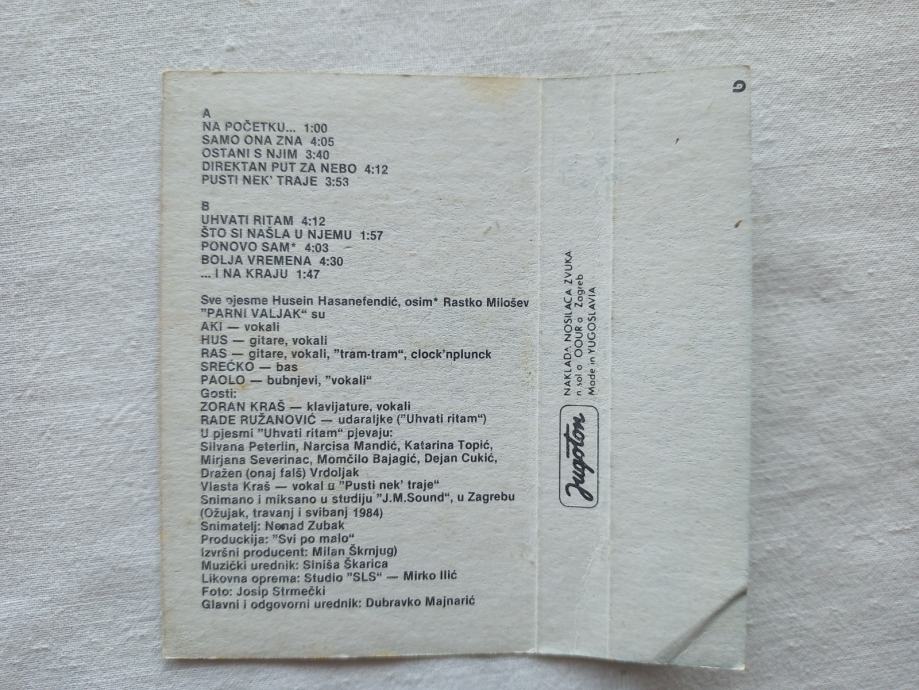 A
NA POČETKU... 1:00
SAMO ONA ZNA 4:05
OSTANI S NJIM 3:40
DIREKTAN PUT ZA NEBO 4:12
PUSTI NEK' TRAJE 3:53
B
UHVATI RITAM 4:12
ŠTO SI NAŠLA U NJEMU 1:57
PONOVO SAM* 4:03
BOLJA VREMENA 4:30
... I NA KRAJU 1:47
Sve pjesme Husein Hasanefendić, osim* Rastko Milošev
"PARNI VALJAK“ su
AKI — vokali
HUS — gitare, vokali
RAS — gitare, vokali, "tram-tram“, clock'nplunck
SREĆKO — bas
PAOLO — bubnjevi, "vokali“
Gosti:
ZORAN KRAŠ — klavijature, vokali
RADE RUŽANOVIĆ — udaraljke ("Uhvati ritam“)
U pjesmi "Uhvati ritam“ pjevaju:
Silvana Peterlin, Narcisa Mandić, Katarina Topić,
Mirjana Severinac, Momčilo Bajagić, Dejan Cukić,
Dražen (onaj falš) Vrdoljak
Vlasta Kraš — vokal u "Pusti nek' traje“
Snimano i miksano u studiju "J.M.Sound“, u Zagrebu
(Ožujak, travanj i svibanj 1984)
Snimatelj: Nenad Zubak
Produkcija: "Svi po malo“
Izvršni producent: Milan Škrnjug)
Muzički urednik: Siniša Škarica
Likovna oprema: Studio "SLS“ — Mirko Ilić
Foto: Josip Strmečki
Glavni i odgovorni urednik: Dubravko Majnarić
Jugoton
NAKLADA NOSILACA ZVUKA
n sol o OOUR o Zagreb
Made in YUGOSLAVIA